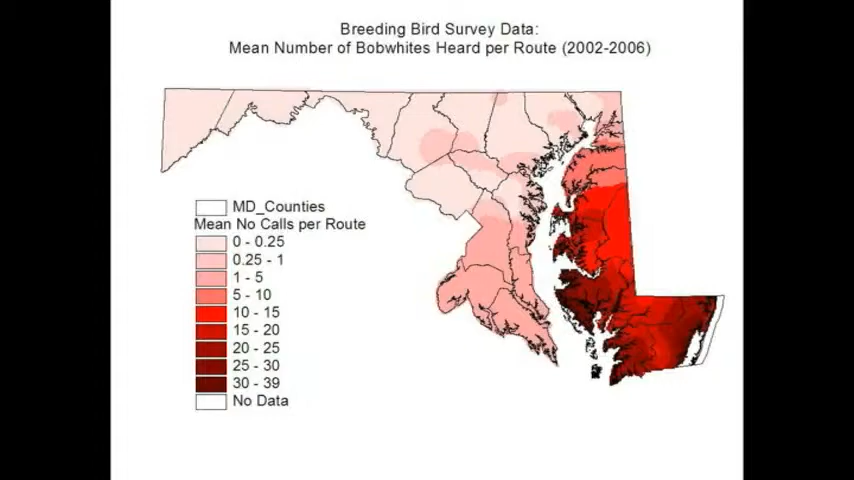 Breeding Bird Survey Data:
Mean Number of Bobwhites Heard per Route (2002-2006)
MD_Counties
Mean No Calls per Route
0 - 0.25
0.25 - 1
1 - 5
5 - 10
10 - 15
15 - 20
20 - 25
25 - 30
30 - 39
No Data